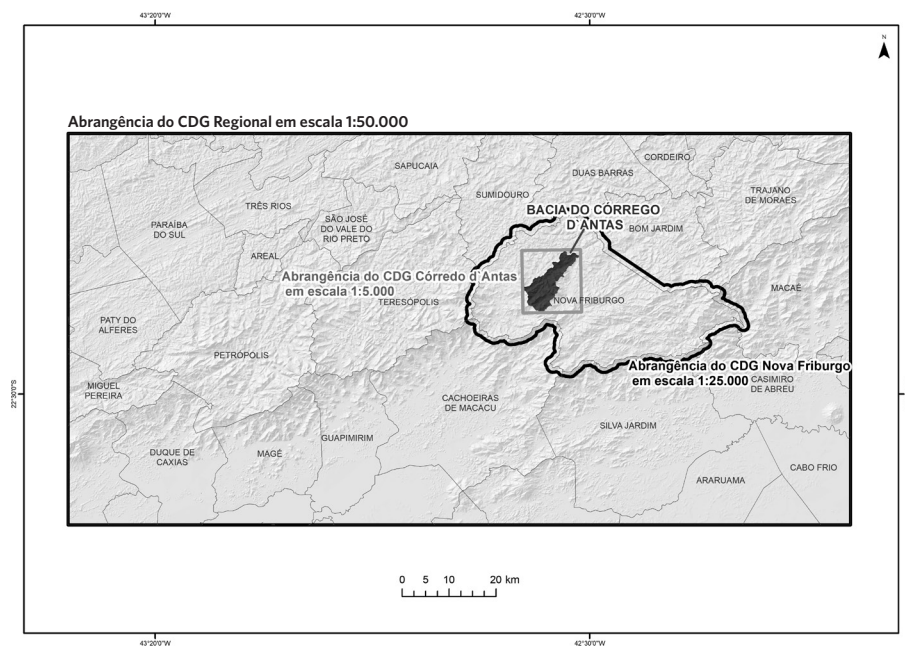 43°20'0"W
42°30'0"W
N
Abrangência do CDG Regional em escala 1:50.000
CORDEIRO
SAPUCAIA
DUAS BARRAS
SUMIDOURO
TRAJANO
DE MORAES
TRÊS RIOS
BACIA DO CÓRREGO
D`ANTAS
SÃO JOSÉ
DO VALE DO
RIO PRETO
PARAÍBA
DO SUL
BOM JARDIM
AREAL
Abrangência do CDG Córredo d`Antas
em escala 1:5.000
MACAÉ
TERESÓPOLIS
NOVA FRIBURGO
PATY DO
ALFERES
PETRÓPOLIS
Abrangência do CDG Nova Friburgo
em escala 1:25.000
CASIMIRO
DE ABREU
MIGUEL
PEREIRA
22°30'0"S
CACHOEIRAS
DE MACACU
SILVA JARDIM
GUAPIMIRIM
DUQUE DE
CAXIAS
MAGÉ
CABO FRIO
ARARUAMA
0 5 10 20 km
43°20'0"W
42°30'0"W